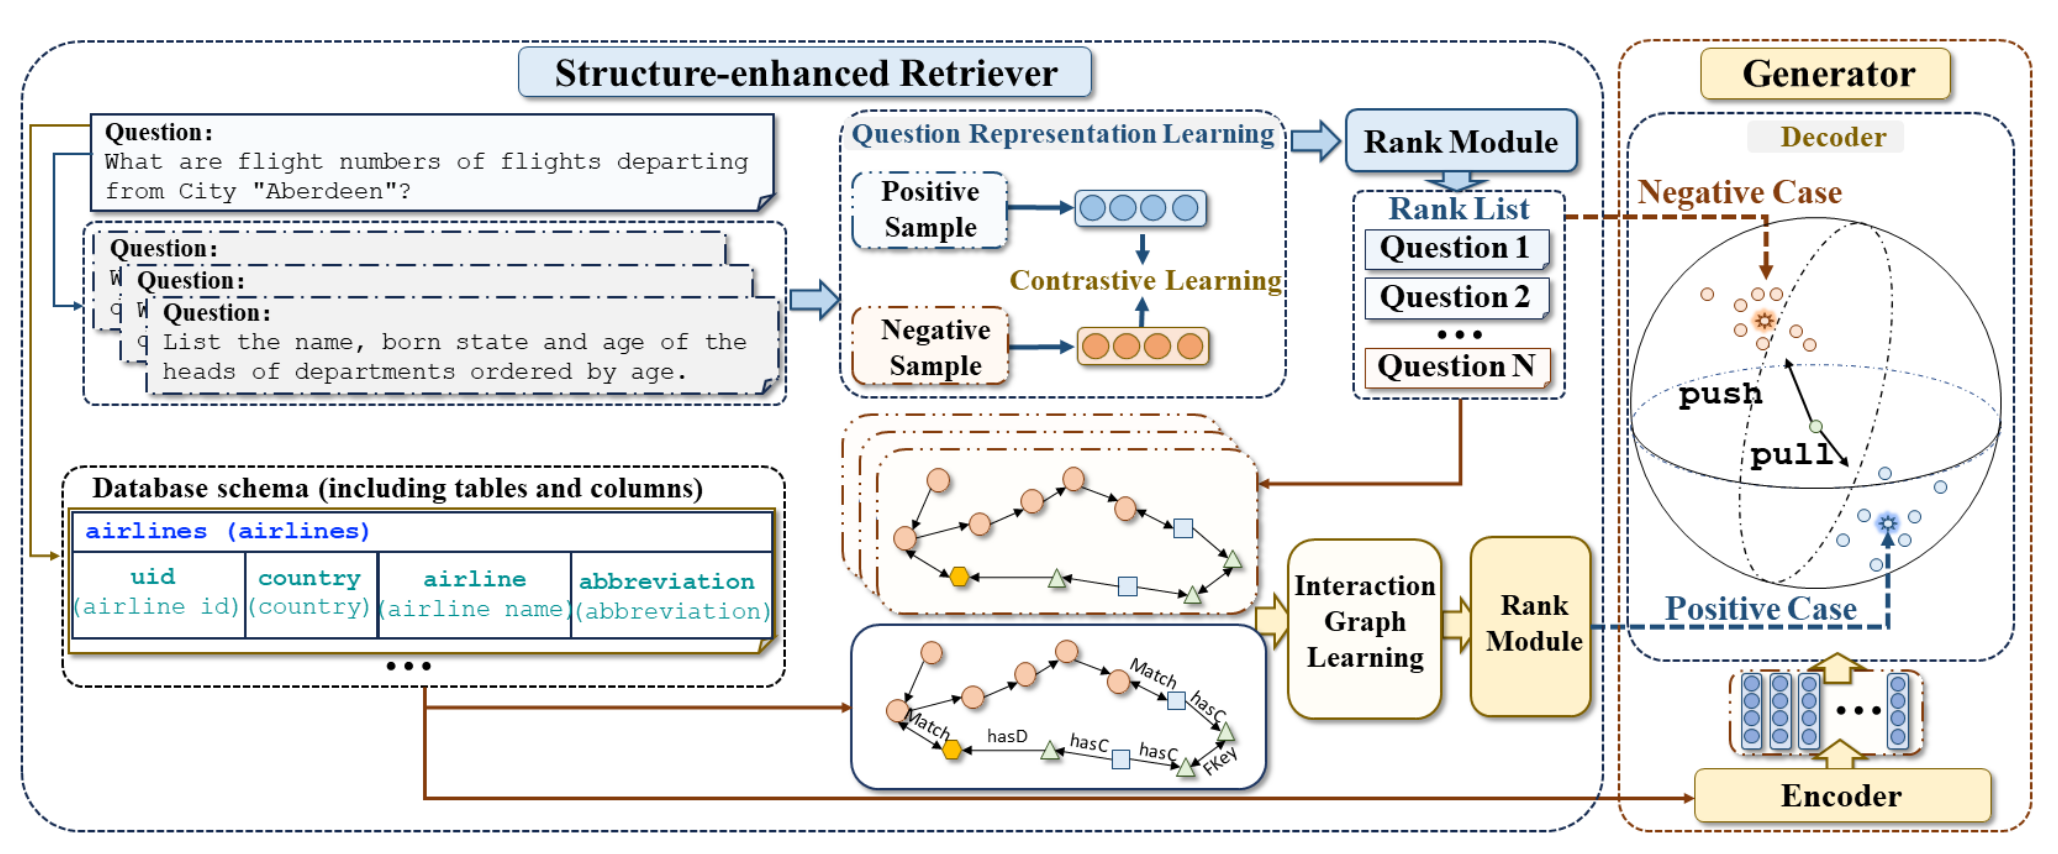 Structure-enhanced Retriever
Question:
What are flight numbers of flights departing
from City "Aberdeen"?
Question:
W
q
Question:
W
q
Question:
List the name, born state and age of the
heads of departments ordered by age.
Database schema (including tables and columns)
airlines (airlines)
uid
(airline id)
country
(country)
airline
(airline name)
abbreviation
(abbreviation)
...
Question Representation Learning
Positive
Sample
Contrastive Learning
Negative
Sample
Rank Module
Rank List
Question 1
Question 2
...
Question N
Match
hasC
FKey
hasC
hasC
hasD
Match
Interaction
Graph
Learning
Rank
Module
Generator
Decoder
Negative Case
push
pull
Positive Case
...
Encoder